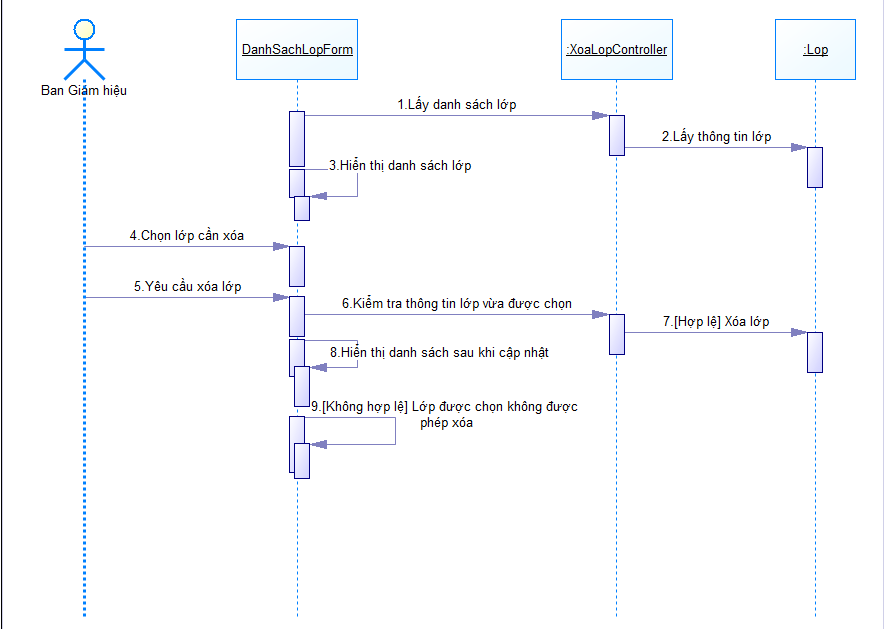 DanhSachLopForm
:XoaLopController
:Lop
Ban Giám hiệu
1.Lấy danh sách lớp
2.Lấy thông tin lớp
3.Hiển thị danh sách lớp
4.Chọn lớp cần xóa
5.Yêu cầu xóa lớp
6.Kiểm tra thông tin lớp vừa được chọn
7.[Hợp lệ] Xóa lớp
8.Hiển thị danh sách sau khi cập nhật
9.[Không hợp lệ] Lớp được chọn không được
phép xóa